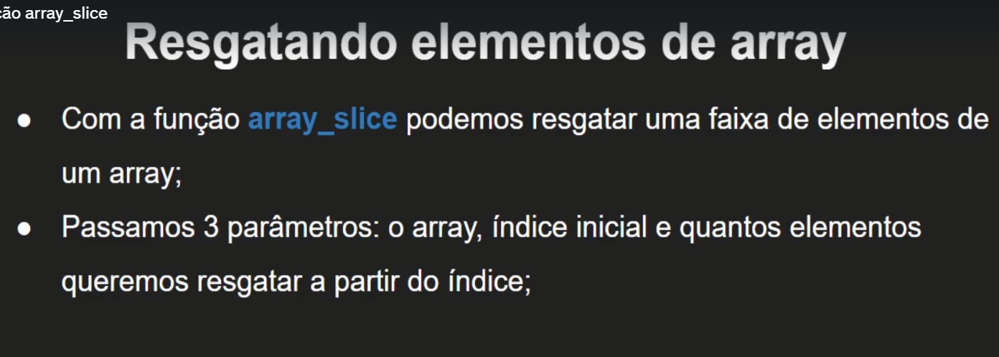 array_slice
Resgatando elementos de array
● Com a função array_slice podemos resgatar uma faixa de elementos de
um array;
● Passamos 3 parâmetros: o array, índice inicial e quantos elementos
queremos resgatar a partir do índice;